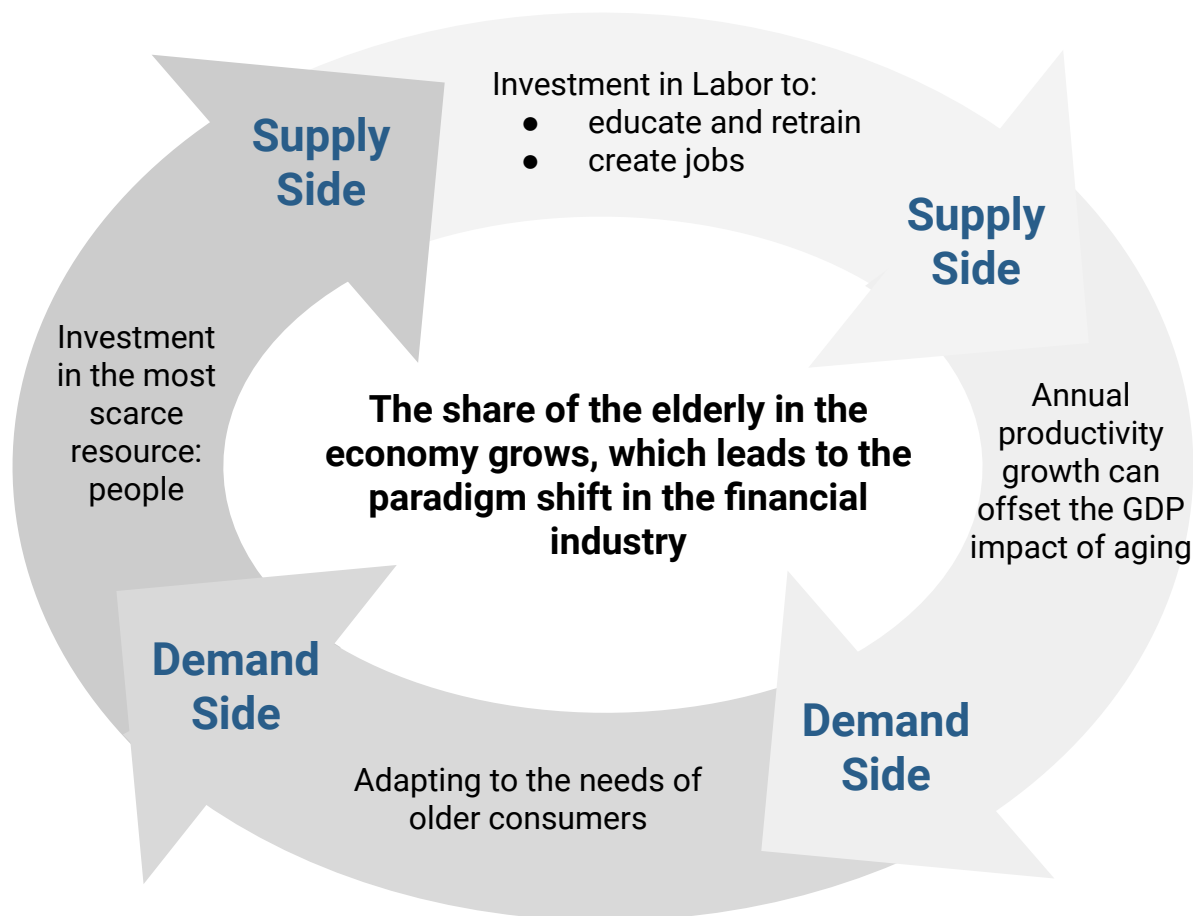 Investment in Labor to:
● educate and retrain
● create jobs
Supply
Side
Supply
Side
Investment
in the most
scarce
resource:
people
The share of the elderly in the
economy grows, which leads to the
paradigm shift in the financial
industry
Annual
productivity
growth can
offset the GDP
impact of aging
Demand
Side
Demand
Side
Adapting to the needs of
older consumers